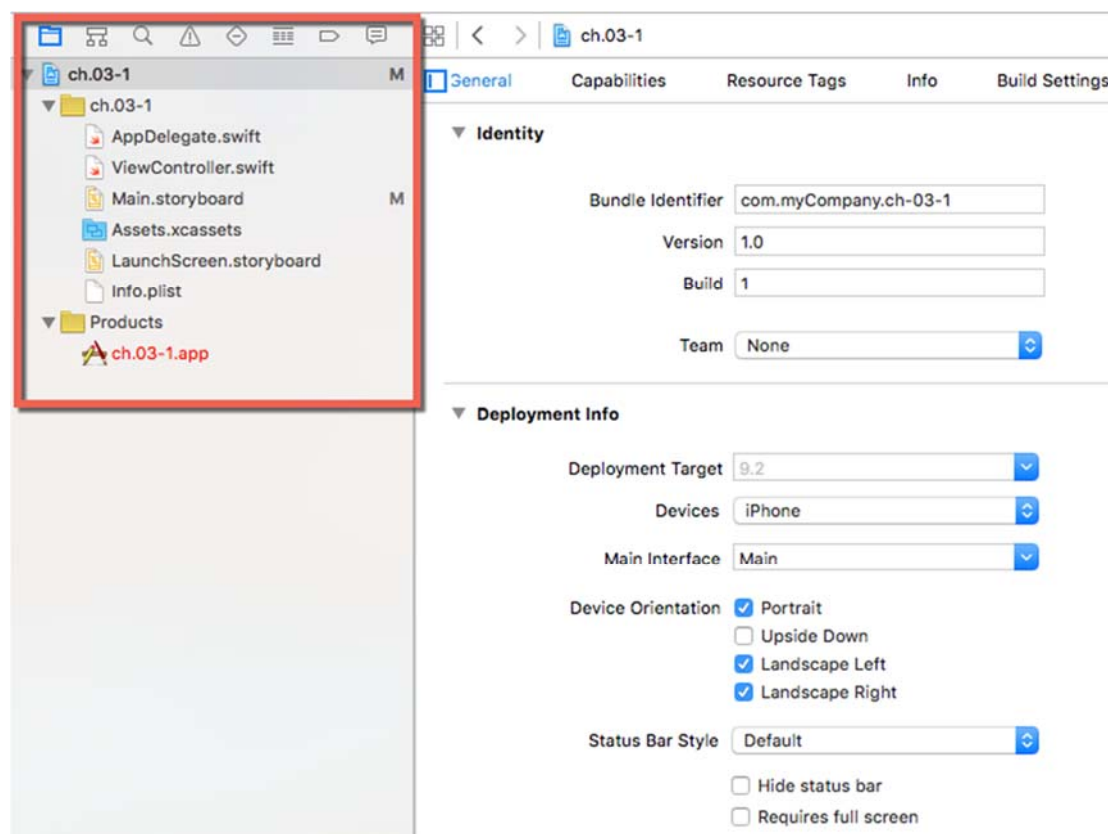 ch.03-1
ch.03-1 M
ch.03-1
AppDelegate.swift
ViewController.swift
Main.storyboard M
Assets.xcassets
LaunchScreen.storyboard
Info.plist
Products
ch.03-1.app
General Capabilities Resource Tags Info Build Settings
Identity
Bundle Identifier com.myCompany.ch-03-1
Version 1.0
Build 1
Team None
Deployment Info
Deployment Target 9.2
Devices iPhone
Main Interface Main
Device Orientation Portrait
Upside Down
Landscape Left
Landscape Right
Status Bar Style Default
Hide status bar
Requires full screen